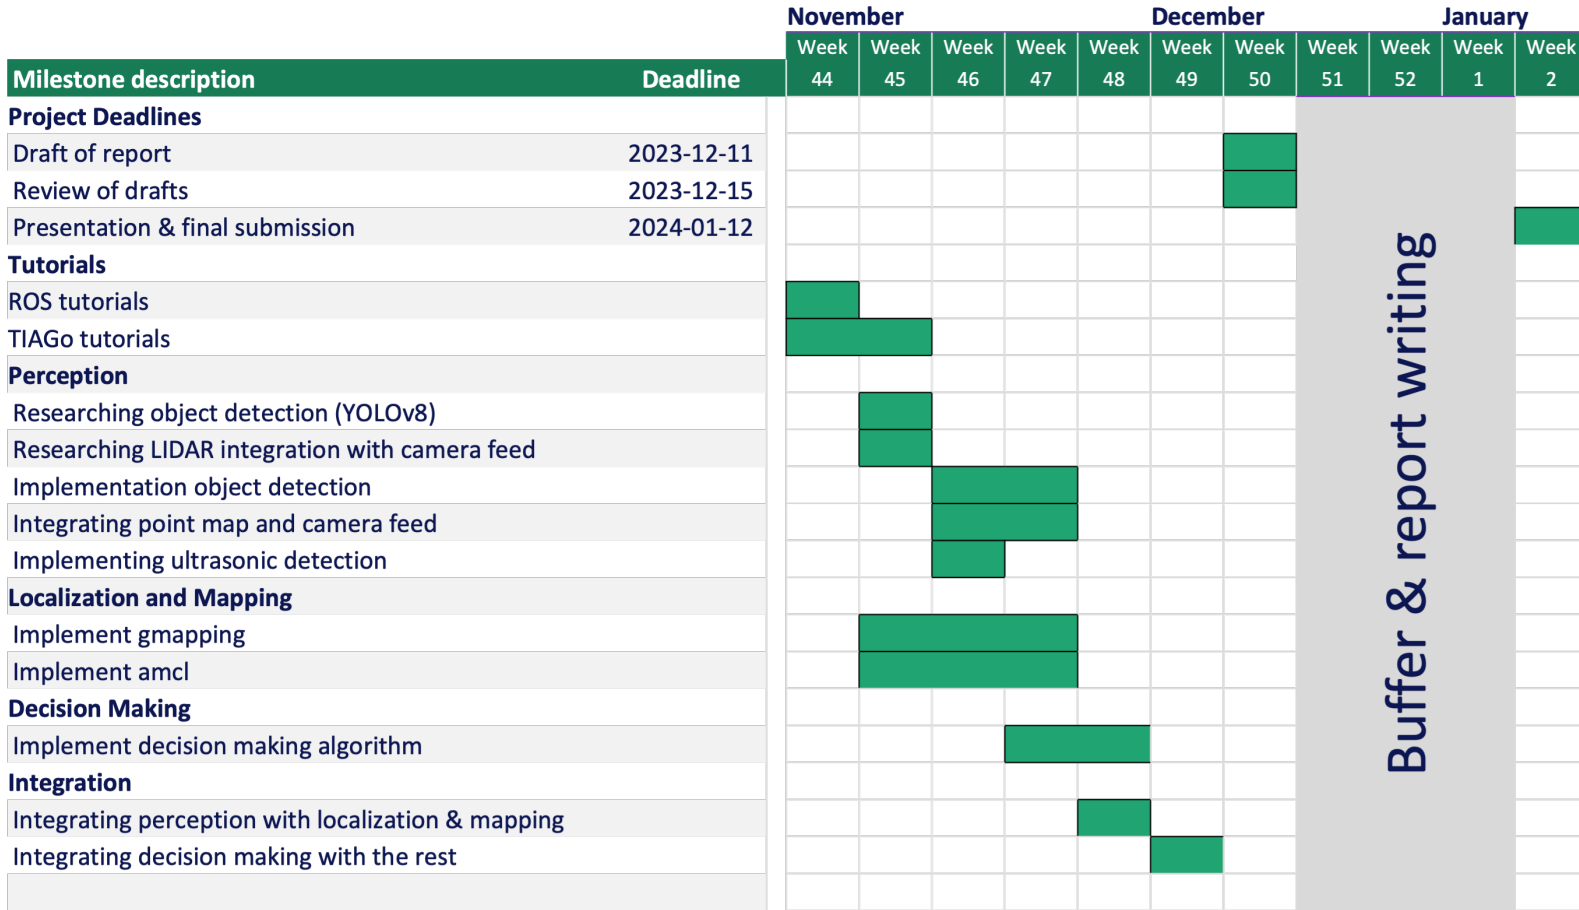 November December January
Week Week Week Week Week Week Week Week Week Week Week
Milestone description Deadline 44 45 46 47 48 49 50 51 52 1 2
Project Deadlines
Draft of report 2023-12-11
Review of drafts 2023-12-15
Presentation & final submission 2024-01-12
Tutorials
ROS tutorials
TIAGo tutorials
Perception
Researching object detection (YOLOv8)
Researching LIDAR integration with camera feed
Implementation object detection
Integrating point map and camera feed
Implementing ultrasonic detection
Localization and Mapping
Implement gmapping
Implement amcl
Decision Making
Implement decision making algorithm
Integration
Integrating perception with localization & mapping
Integrating decision making with the rest
Buffer & report writing